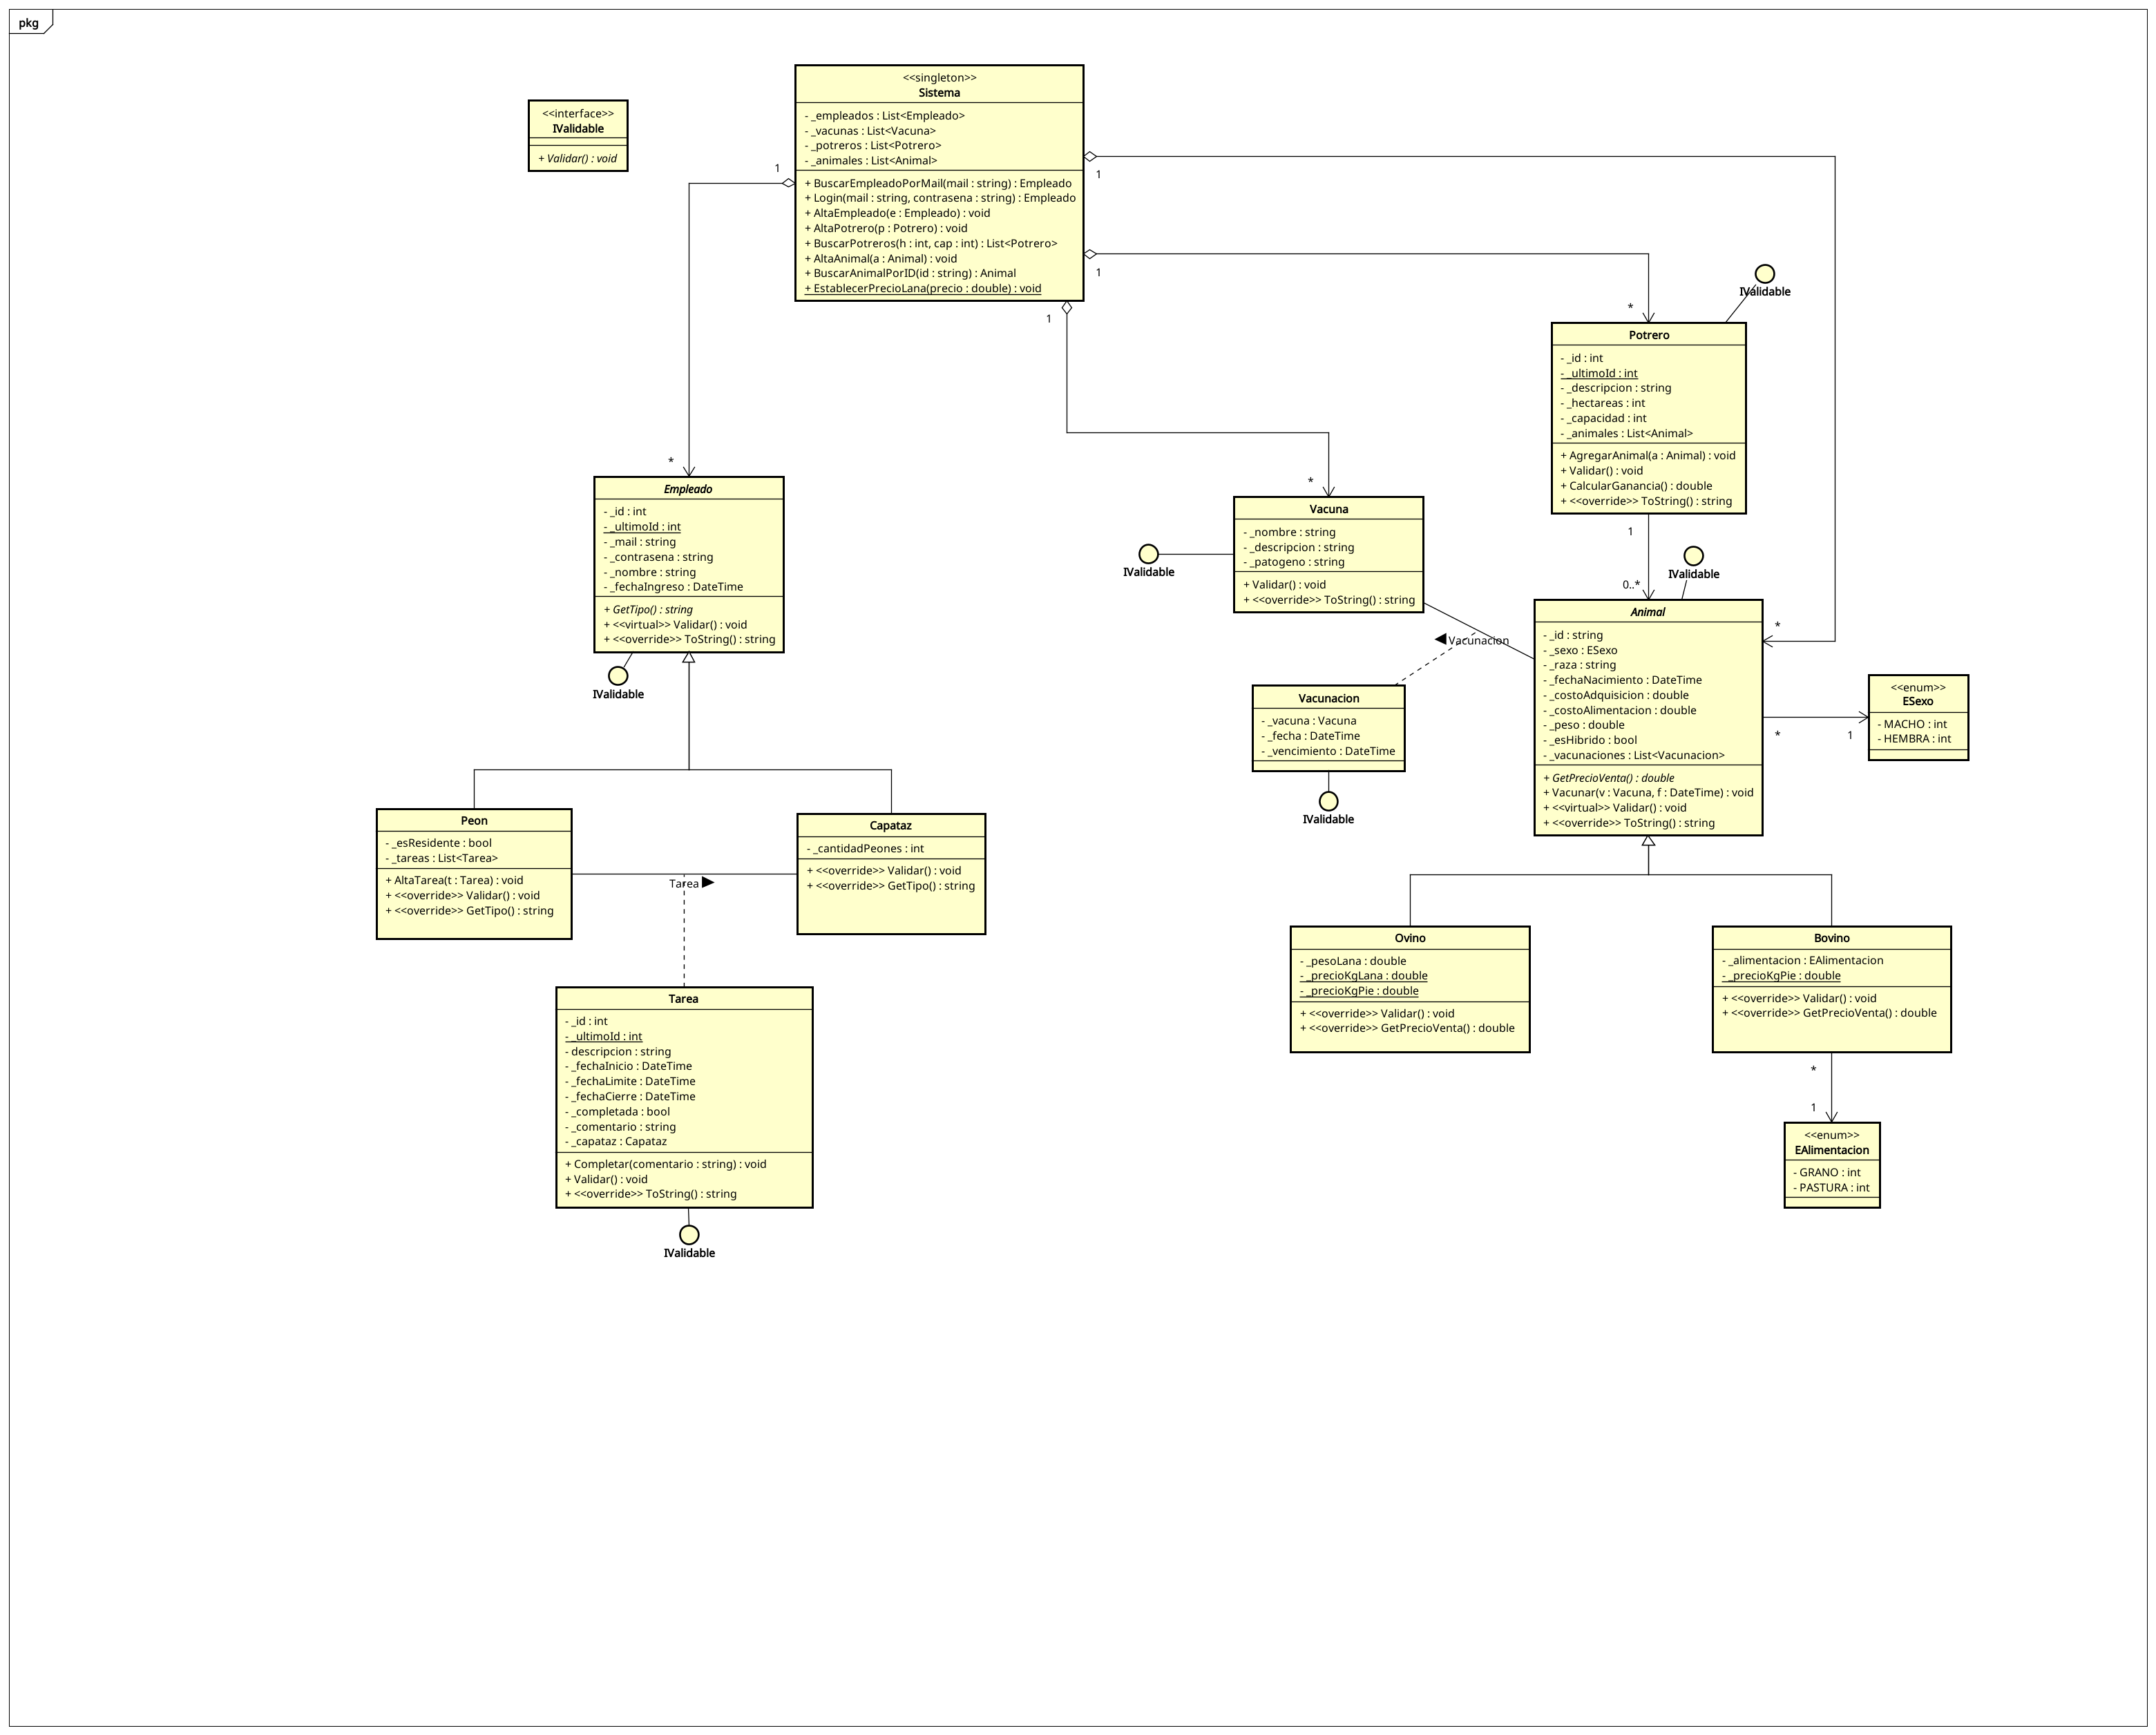 pkg
<<singleton>>
Sistema
- _empleados : List<Empleado>
- _vacunas : List<Vacuna>
- _potreros : List<Potrero>
- _animales : List<Animal>
+ BuscarEmpleadoPorMail(mail : string) : Empleado
+ Login(mail : string, contrasena : string) : Empleado
+ AltaEmpleado(e : Empleado) : void
+ AltaPotrero(p : Potrero) : void
+ BuscarPotreros(h : int, cap : int) : List<Potrero>
+ AltaAnimal(a : Animal) : void
+ BuscarAnimalPorID(id : string) : Animal
+ EstablecerPrecioLana(precio : double) : void
<<interface>>
IValidable
+ Validar() : void
1
1
1
1
*
*
*
*
IValidable
Potrero
- _id : int
- _ultimoId : int
- _descripcion : string
- _hectareas : int
- _capacidad : int
- _animales : List<Animal>
+ AgregarAnimal(a : Animal) : void
+ Validar() : void
+ CalcularGanancia() : double
+ <<override>> ToString() : string
1
0..*
Empleado
- _id : int
- _ultimoId : int
- _mail : string
- _contrasena : string
- _nombre : string
- _fechaIngreso : DateTime
+ GetTipo() : string
+ <<virtual>> Validar() : void
+ <<override>> ToString() : string
IValidable
Vacuna
- _nombre : string
- _descripcion : string
- _patogeno : string
+ Validar() : void
+ <<override>> ToString() : string
IValidable
IValidable
Animal
- _id : string
- _sexo : ESexo
- _raza : string
- _fechaNacimiento : DateTime
- _costoAdquisicion : double
- _costoAlimentacion : double
- _peso : double
- _esHibrido : bool
- _vacunaciones : List<Vacunacion>
+ GetPrecioVenta() : double
+ Vacunar(v : Vacuna, f : DateTime) : void
+ <<virtual>> Validar() : void
+ <<override>> ToString() : string
◀ Vacunacion
Vacunacion
- _vacuna : Vacuna
- _fecha : DateTime
- _vencimiento : DateTime
IValidable
<<enum>>
ESexo
- MACHO : int
- HEMBRA : int
*
1
Peon
- _esResidente : bool
- _tareas : List<Tarea>
+ AltaTarea(t : Tarea) : void
+ <<override>> Validar() : void
+ <<override>> GetTipo() : string
Tarea ▶
Capataz
- _cantidadPeones : int
+ <<override>> Validar() : void
+ <<override>> GetTipo() : string
Ovino
- _pesoLana : double
- _precioKgLana : double
- _precioKgPie : double
+ <<override>> Validar() : void
+ <<override>> GetPrecioVenta() : double
Bovino
- _alimentacion : EAlimentacion
- _precioKgPie : double
+ <<override>> Validar() : void
+ <<override>> GetPrecioVenta() : double
*
1
Tarea
- _id : int
- _ultimoId : int
- descripcion : string
- _fechaInicio : DateTime
- _fechaLimite : DateTime
- _fechaCierre : DateTime
- _completada : bool
- _comentario : string
- _capataz : Capataz
+ Completar(comentario : string) : void
+ Validar() : void
+ <<override>> ToString() : string
IValidable
<<enum>>
EAlimentacion
- GRANO : int
- PASTURA : int